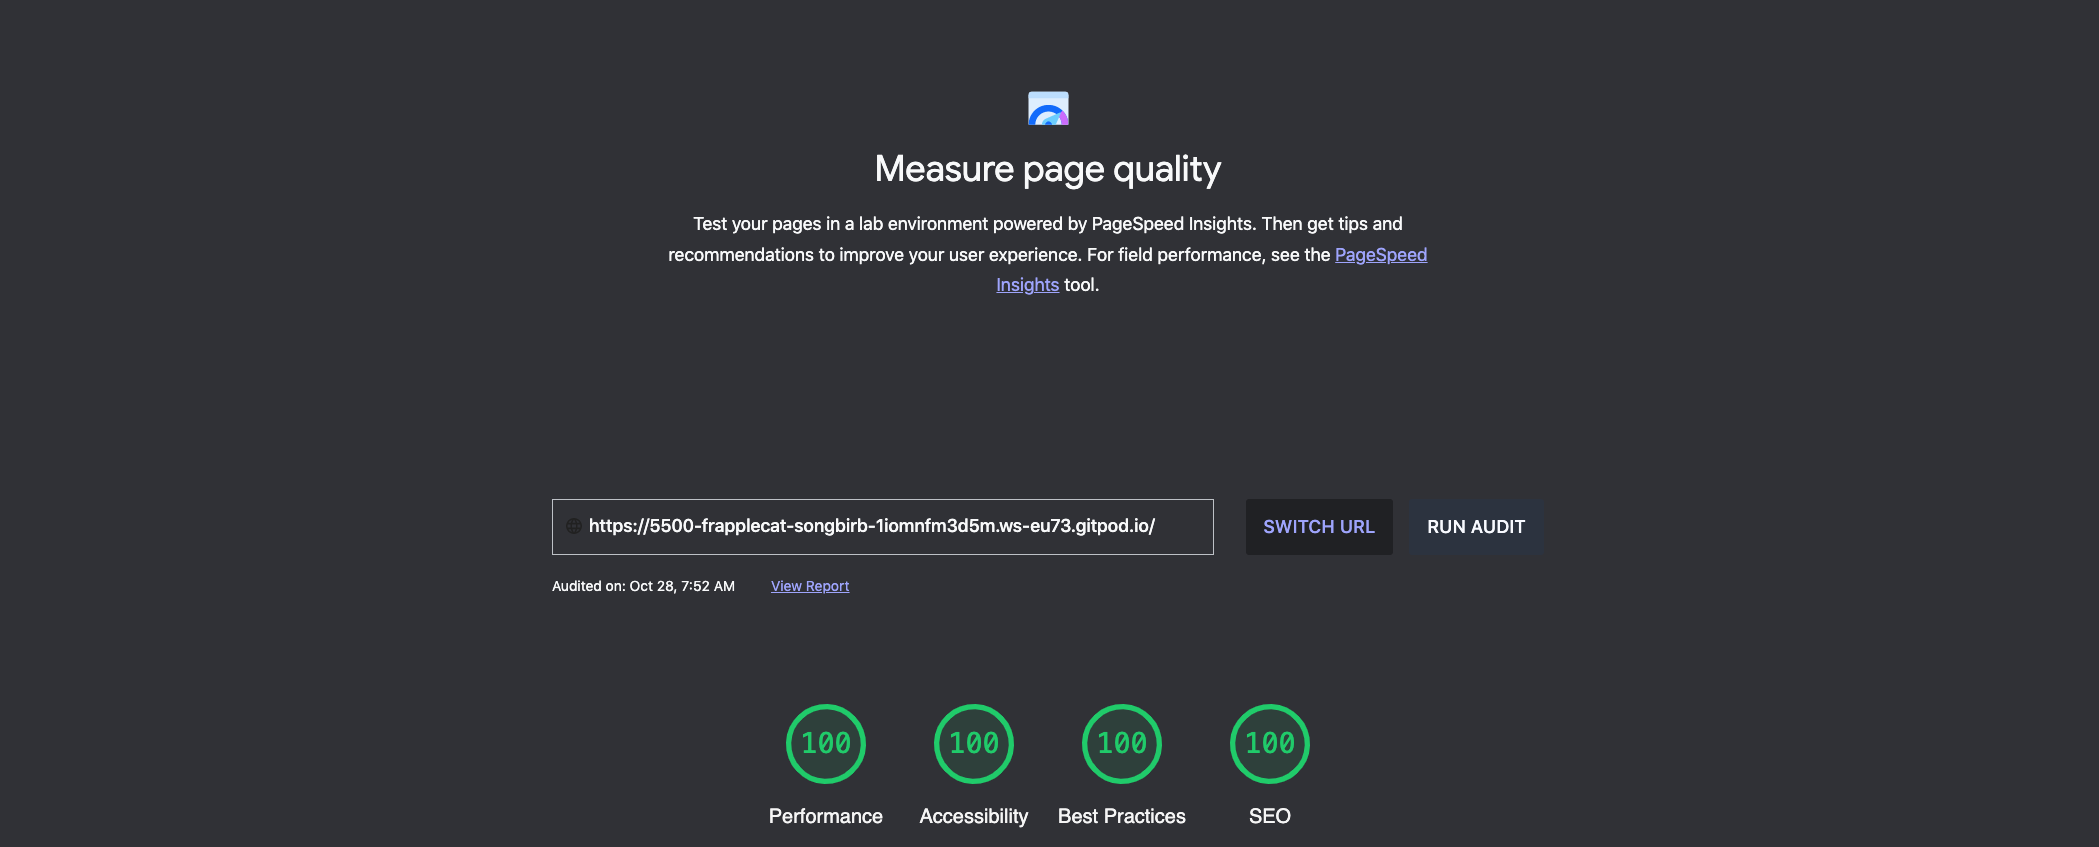 Measure page quality
Test your pages in a lab environment powered by PageSpeed Insights. Then get tips and
recommendations to improve your user experience. For field performance, see the PageSpeed
Insights tool.
https://5500-frapplecat-songbirb-1iomnfm3d5m.ws-eu73.gitpod.io/
SWITCH URL
RUN AUDIT
Audited on: Oct 28, 7:52 AM
View Report
100
100
100
100
Performance
Accessibility
Best Practices
SEO